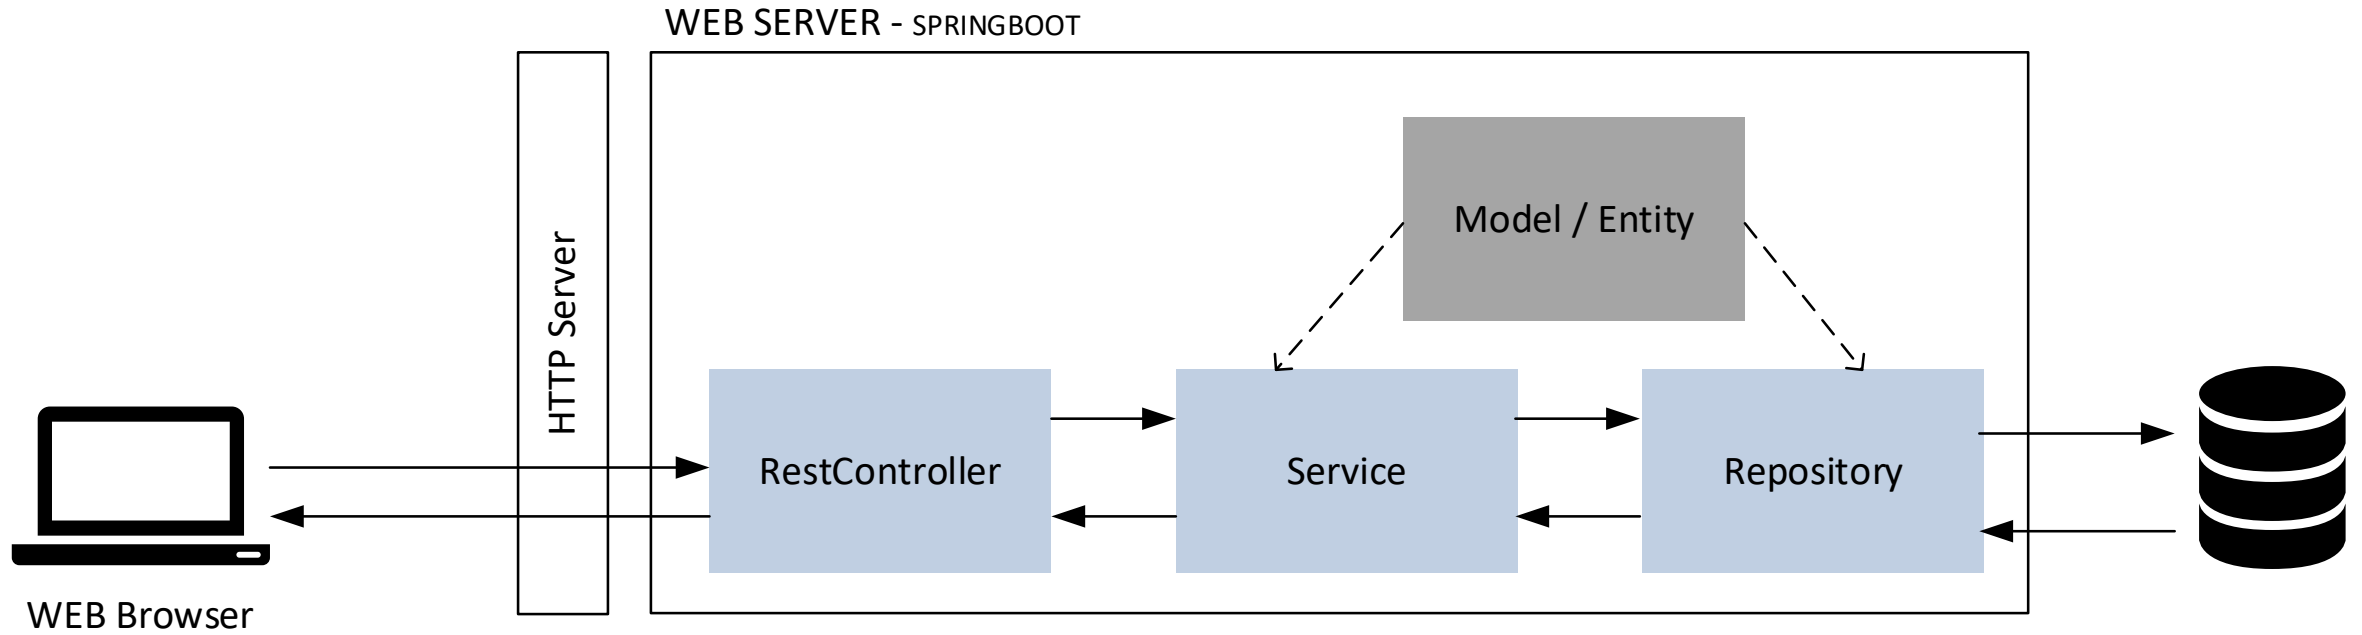 WEB SERVER - SPRINGBOOT
HTTP Server
Model / Entity
RestController
Service
Repository
WEB Browser